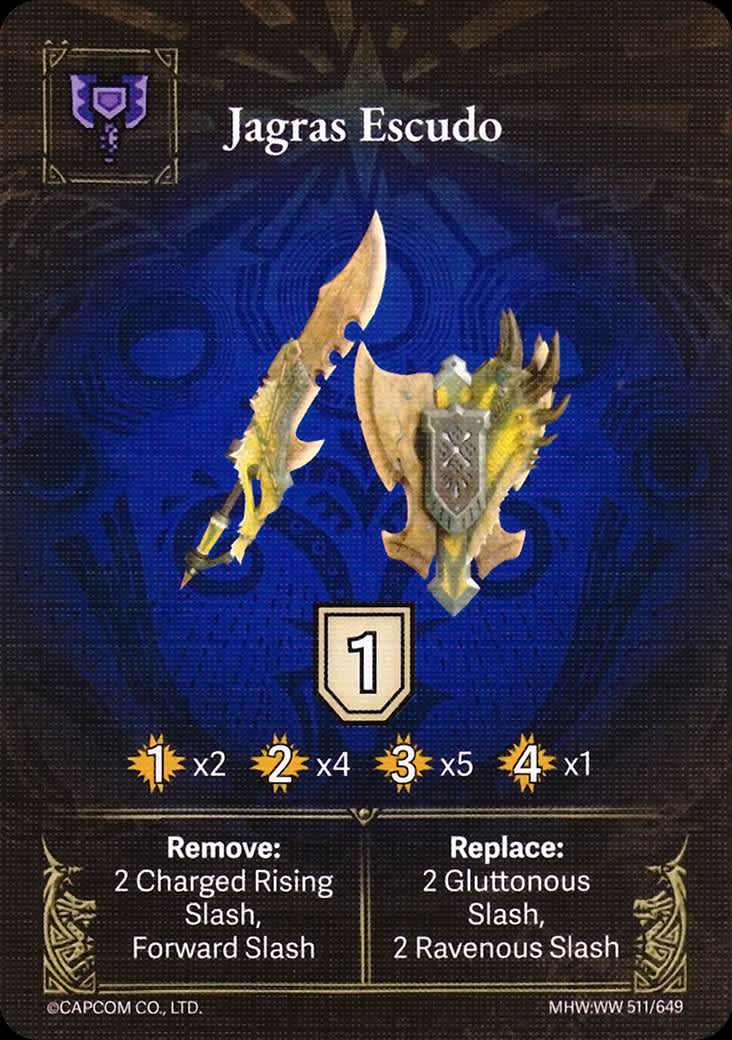 Jagras Escudo
1
1 x2 2 x4 3 x5 4 x1
Remove:
2 Charged Rising
Slash,
Forward Slash
Replace:
2 Gluttonous
Slash,
2 Ravenous Slash
©CAPCOM CO., LTD.
MHW:WW 511/649